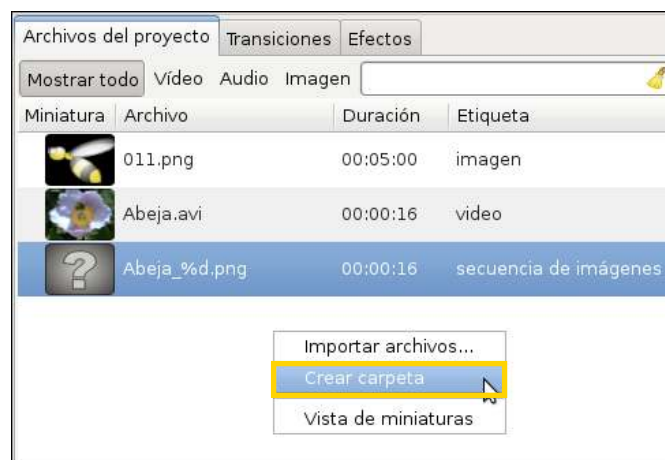 Archivos del proyecto Transiciones Efectos
Mostrar todo Vídeo Audio Imagen
Miniatura Archivo Duración Etiqueta
011.png 00:05:00 imagen
Abeja.avi 00:00:16 video
Abeja_%d.png 00:00:16 secuencia de imágenes
Importar archivos...
Crear carpeta
Vista de miniaturas